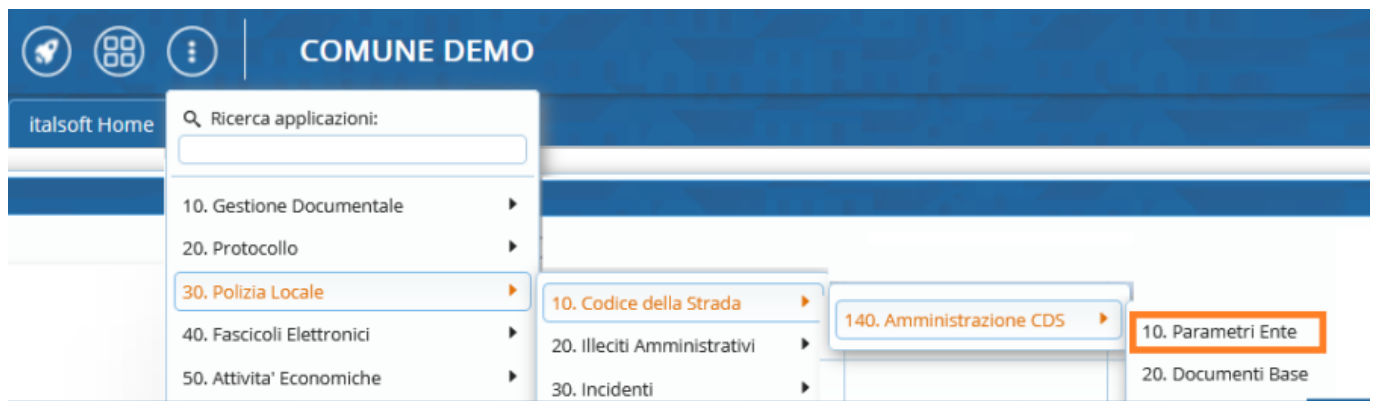 COMUNE DEMO
italsoft Home
Ricerca applicazioni:
10. Gestione Documentale
20. Protocollo
30. Polizia Locale
40. Fascicoli Elettronici
50. Attivita' Economiche
10. Codice della Strada
20. Illeciti Amministrativi
30. Incidenti
140. Amministrazione CDS
10. Parametri Ente
20. Documenti Base